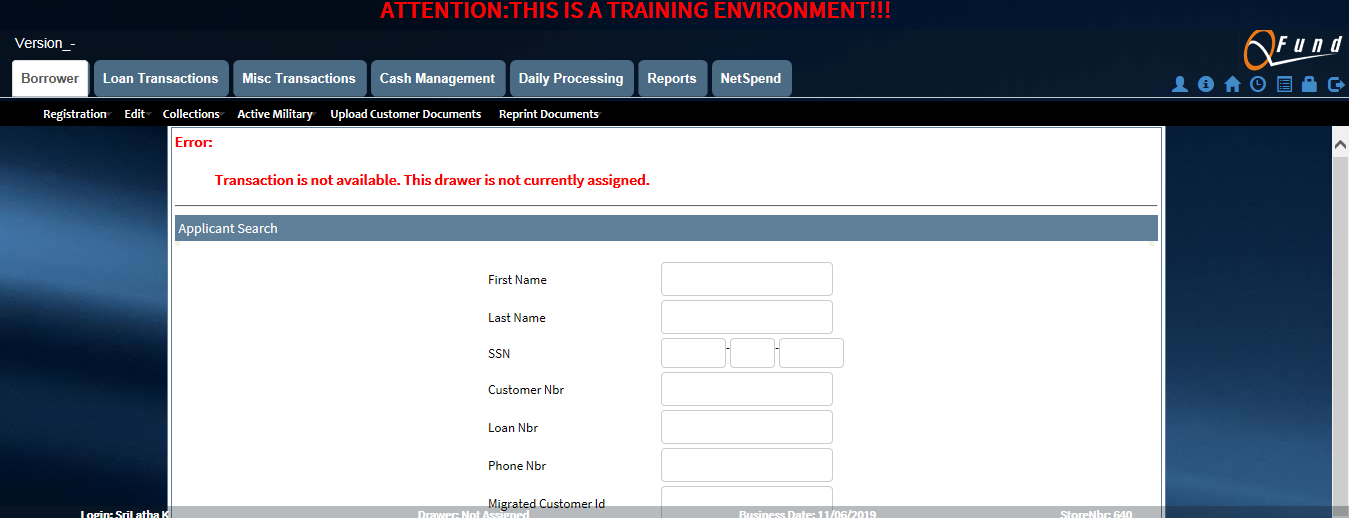 ATTENTION:THIS IS A TRAINING ENVIRONMENT!!!
Version_-
Fund
Borrower Loan Transactions Misc Transactions Cash Management Daily Processing Reports NetSpend
Registration Edit Collections Active Military Upload Customer Documents Reprint Documents
Error:
Transaction is not available. This drawer is not currently assigned.
Applicant Search
First Name
Last Name
SSN - -
Customer Nbr
Loan Nbr
Phone Nbr
Migrated Customer Id
Login: SriLatha K Drawer: Not Assigned Business Date: 11/06/2019 StoreNbr: 640